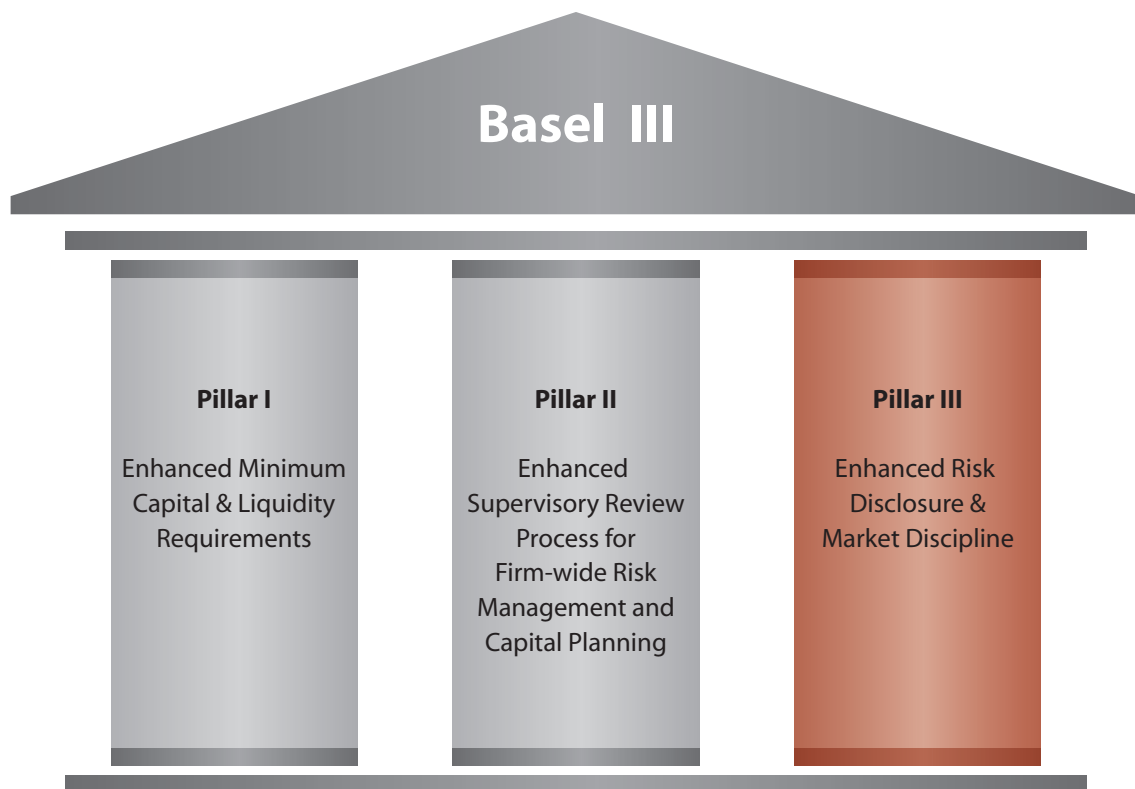 Basel III
Pillar I
Enhanced Minimum
Capital & Liquidity
Requirements
Pillar II
Enhanced
Supervisory Review
Process for
Firm-wide Risk
Management and
Capital Planning
Pillar III
Enhanced Risk
Disclosure &
Market Discipline